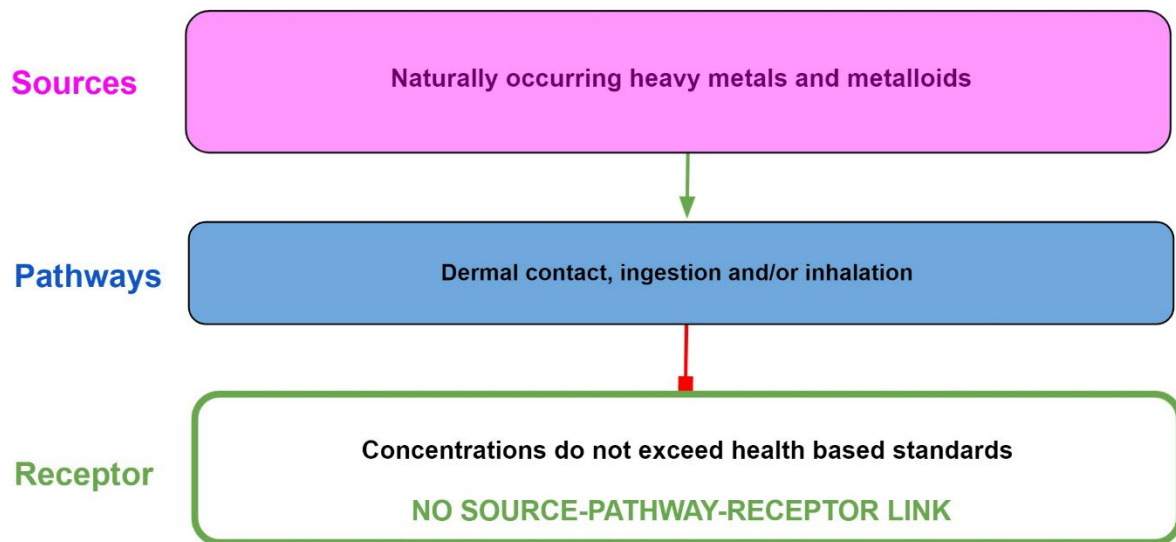 Sources
Naturally occurring heavy metals and metalloids
Pathways
Dermal contact, ingestion and/or inhalation
Receptor
Concentrations do not exceed health based standards
NO SOURCE-PATHWAY-RECEPTOR LINK